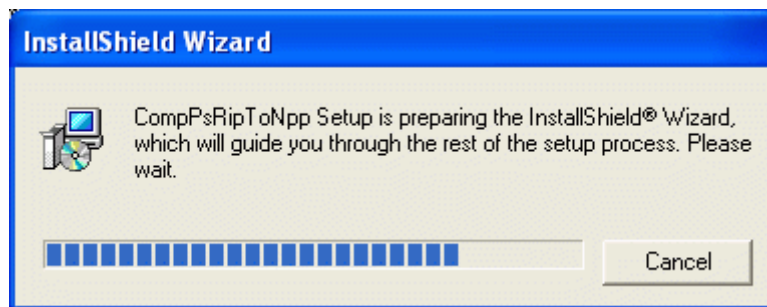 InstallShield Wizard
CompPsRipToNpp Setup is preparing the InstallShield® Wizard,
which will guide you through the rest of the setup process. Please
wait.
Cancel